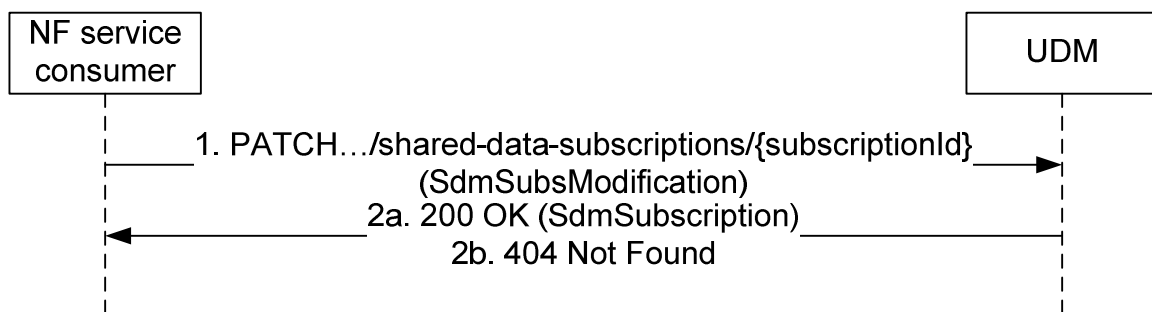 NF service
consumer
UDM
1. PATCH…/shared-data-subscriptions/{subscriptionId}
(SdmSubsModification)
2a. 200 OK (SdmSubscription)
2b. 404 Not Found